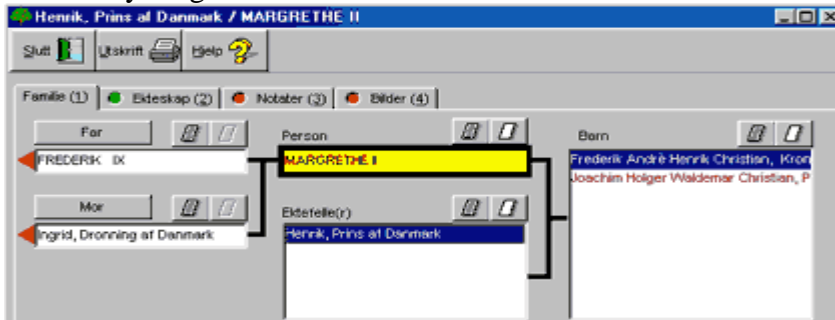 Henrik, Prins af Danmark / MARGRETHE II
Slutt Utskrift Hjelp
Familie (1) Ekteskap (2) Notater (3) Bilder (4)
Far Person Barn
FREDERIK IX MARGRETHE II Frederik Andrè Henrik Christian, Kron
Joachim Holger Waldemar Christian, P
Mor Ektefelle(r)
Ingrid, Dronning af Danmark Henrik, Prins af Danmark